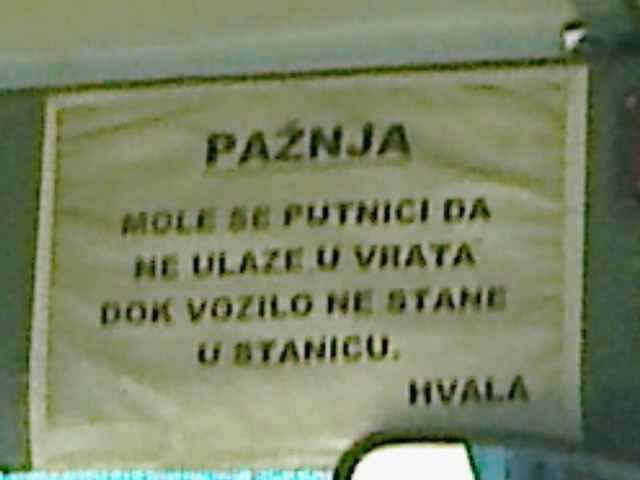 PAŽNJA
MOLE SE PUTNICI DA
NE ULAZE U VRATA
DOK VOZILO NE STANE
U STANICU.
HVALA